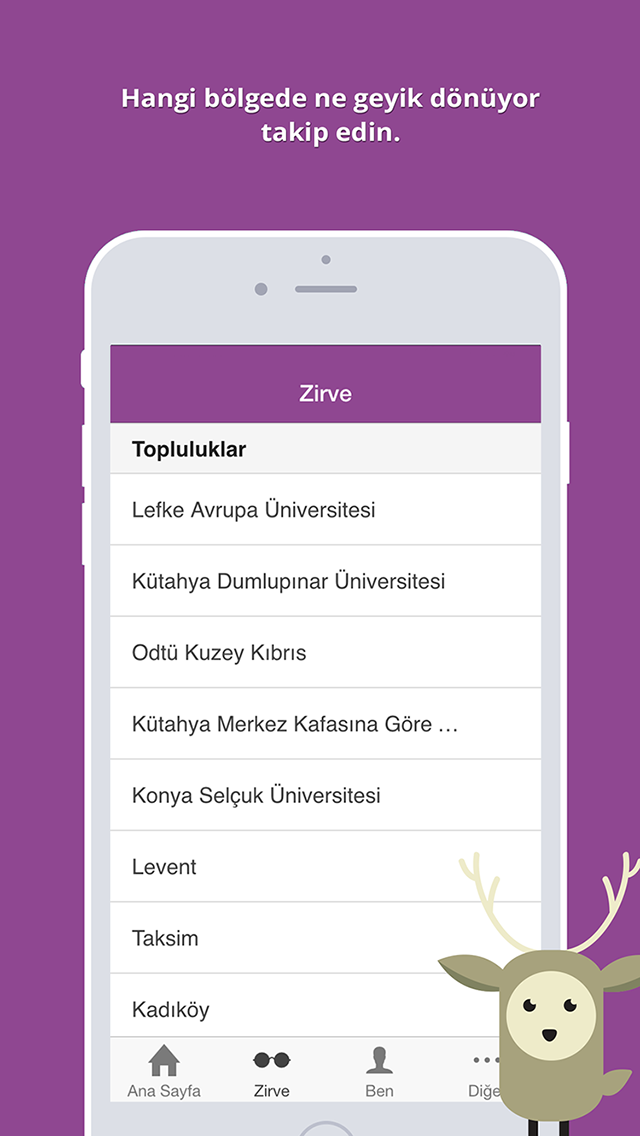 Hangi bölgede ne geyik dönüyor
takip edin.
Zirve
Topluluklar
Lefke Avrupa Üniversitesi
Kütahya Dumlupınar Üniversitesi
Odtü Kuzey Kıbrıs
Kütahya Merkez Kafasına Göre …
Konya Selçuk Üniversitesi
Levent
Taksim
Kadıköy
Ana Sayfa
Zirve
Ben
Diğe